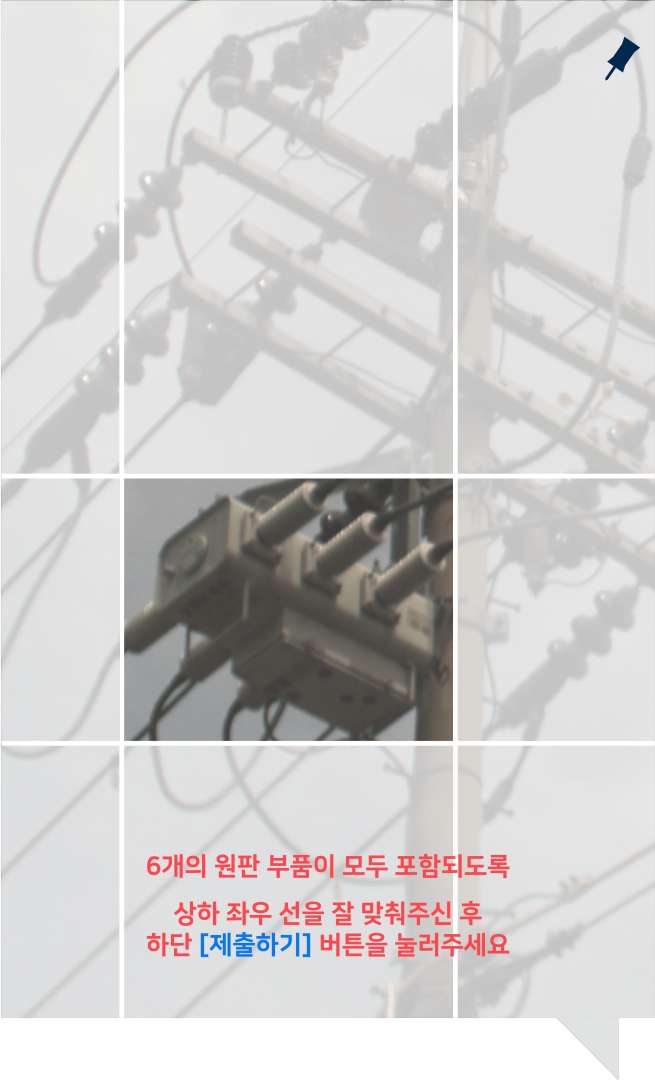 6개의 원판 부품이 모두 포함되도록
상하 좌우 선을 잘 맞춰주신 후
하단 [제출하기] 버튼을 눌러주세요